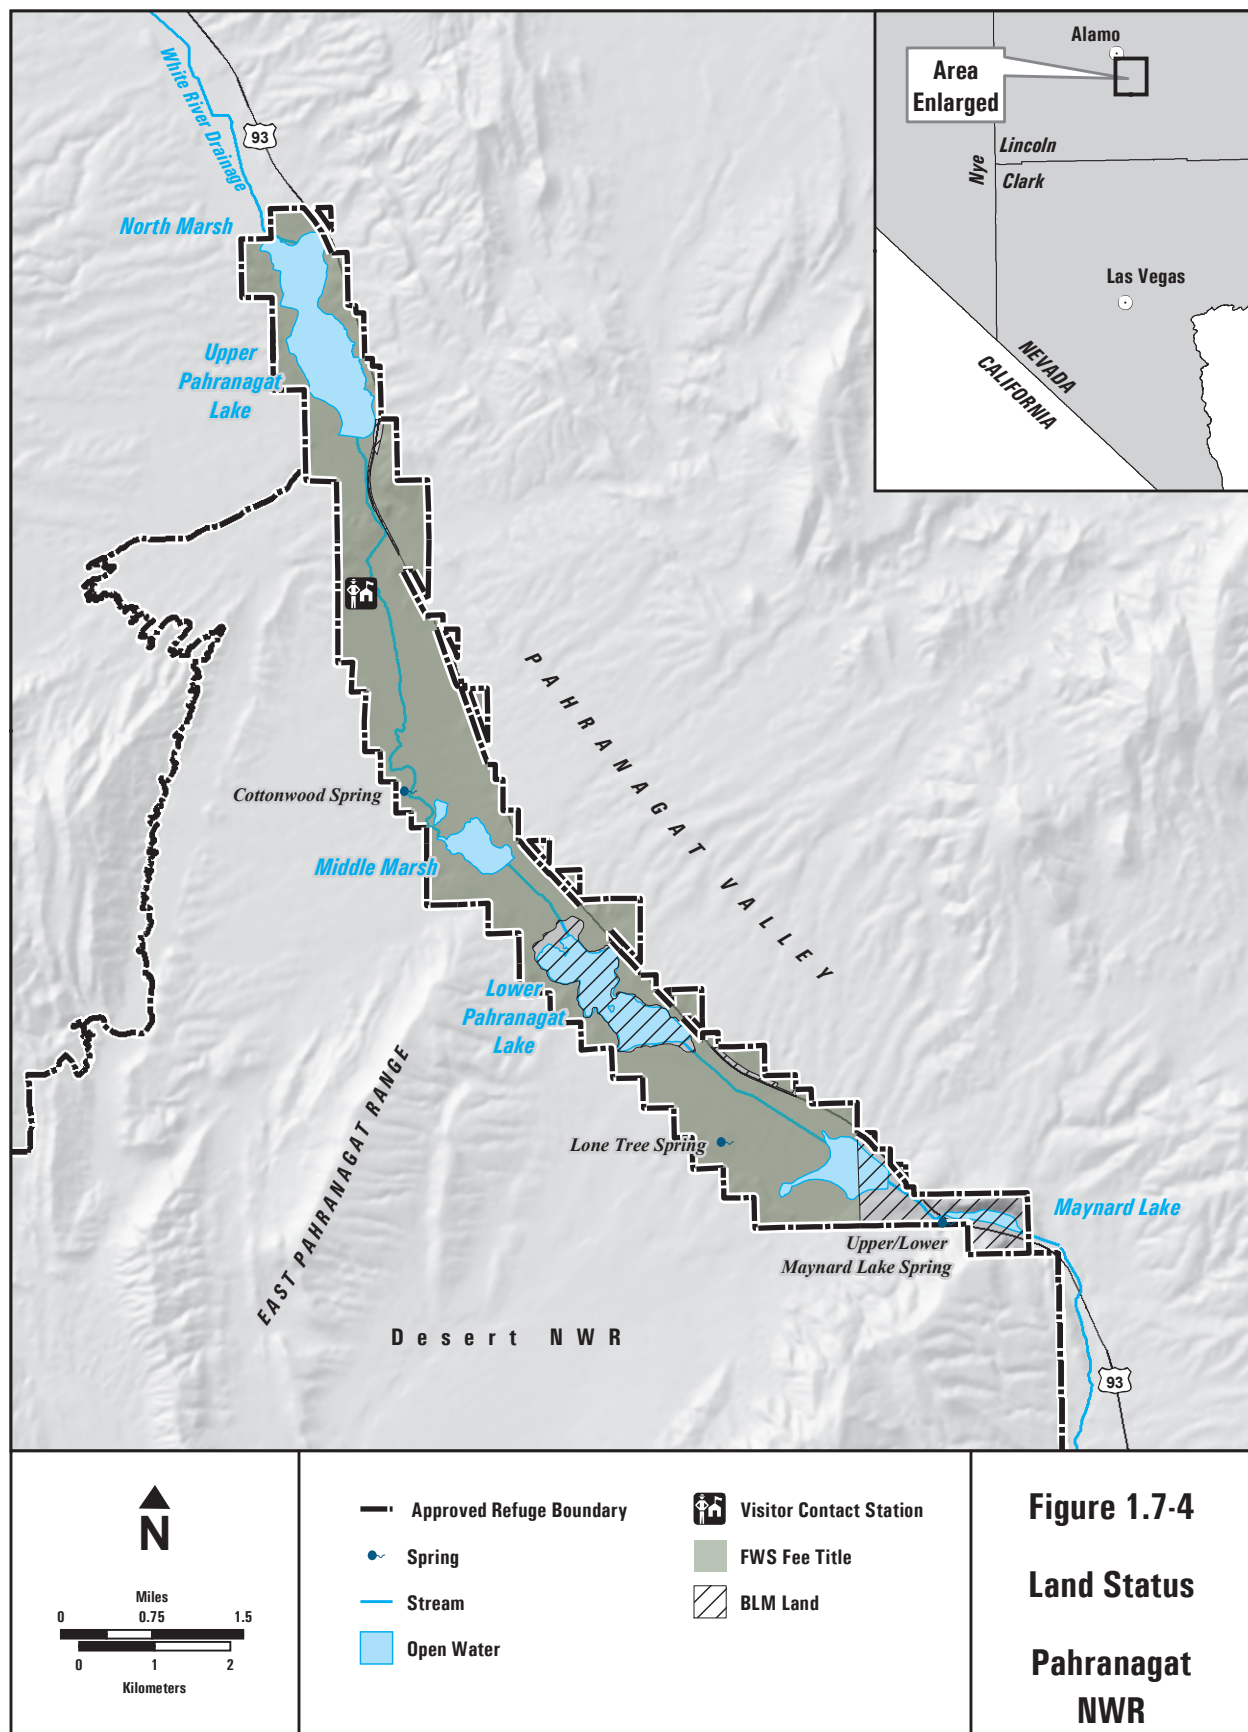 White River Drainage
93
North Marsh
Upper
Pahranagat
Lake
Cottonwood Spring
Middle Marsh
PAHRANAGAT VALLEY
Lower
Pahranagat
Lake
EAST PAHRANAGAT RANGE
Lone Tree Spring
Maynard Lake
Upper/Lower
Maynard Lake Spring
Desert NWR
93
Alamo
Area
Enlarged
Lincoln
Nye
Clark
Las Vegas
NEVADA
CALIFORNIA
N
Miles
0 0.75 1.5
0 1 2
Kilometers
Approved Refuge Boundary
Spring
Stream
Open Water
Visitor Contact Station
FWS Fee Title
BLM Land
Figure 1.7-4
Land Status
Pahranagat
NWR